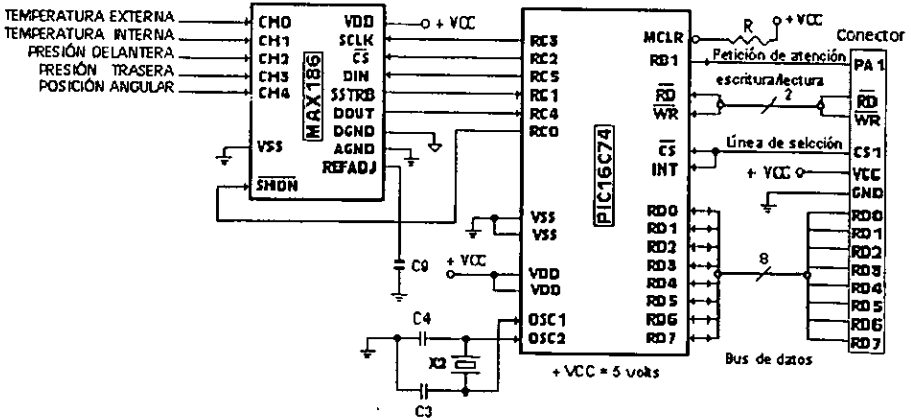 TEMPERATURA EXTERNA
TEMPERATURA INTERNA
PRESIÓN DELANTERA
PRESIÓN TRASERA
POSICIÓN ANGULAR
CH0
CH1
CH2
CH3
CH4
VSS
SHDN
MAX186
VDD
SCLK
CS
DIN
SSTRB
DOUT
DGND
AGND
REFADJ
+ VCC
C9
+ VCC
C4
X2
C3
RC3
RC2
RC5
RC1
RC4
RC0
VSS
VSS
VDD
VDD
OSC1
OSC2
PIC16C74
MCLR
RB1
RD
WR
CS
INT
RD0
RD1
RD2
RD3
RD4
RD5
RD6
RD7
R
+ VCC
Petición de atención
escritura/lectura
2
Línea de selcción
+ VCC
8
Bus de datos
+ VCC = 5 volts
Conector
PA1
RD
WR
CS1
VCC
GND
RD0
RD1
RD2
RD3
RD4
RD5
RD6
RD7